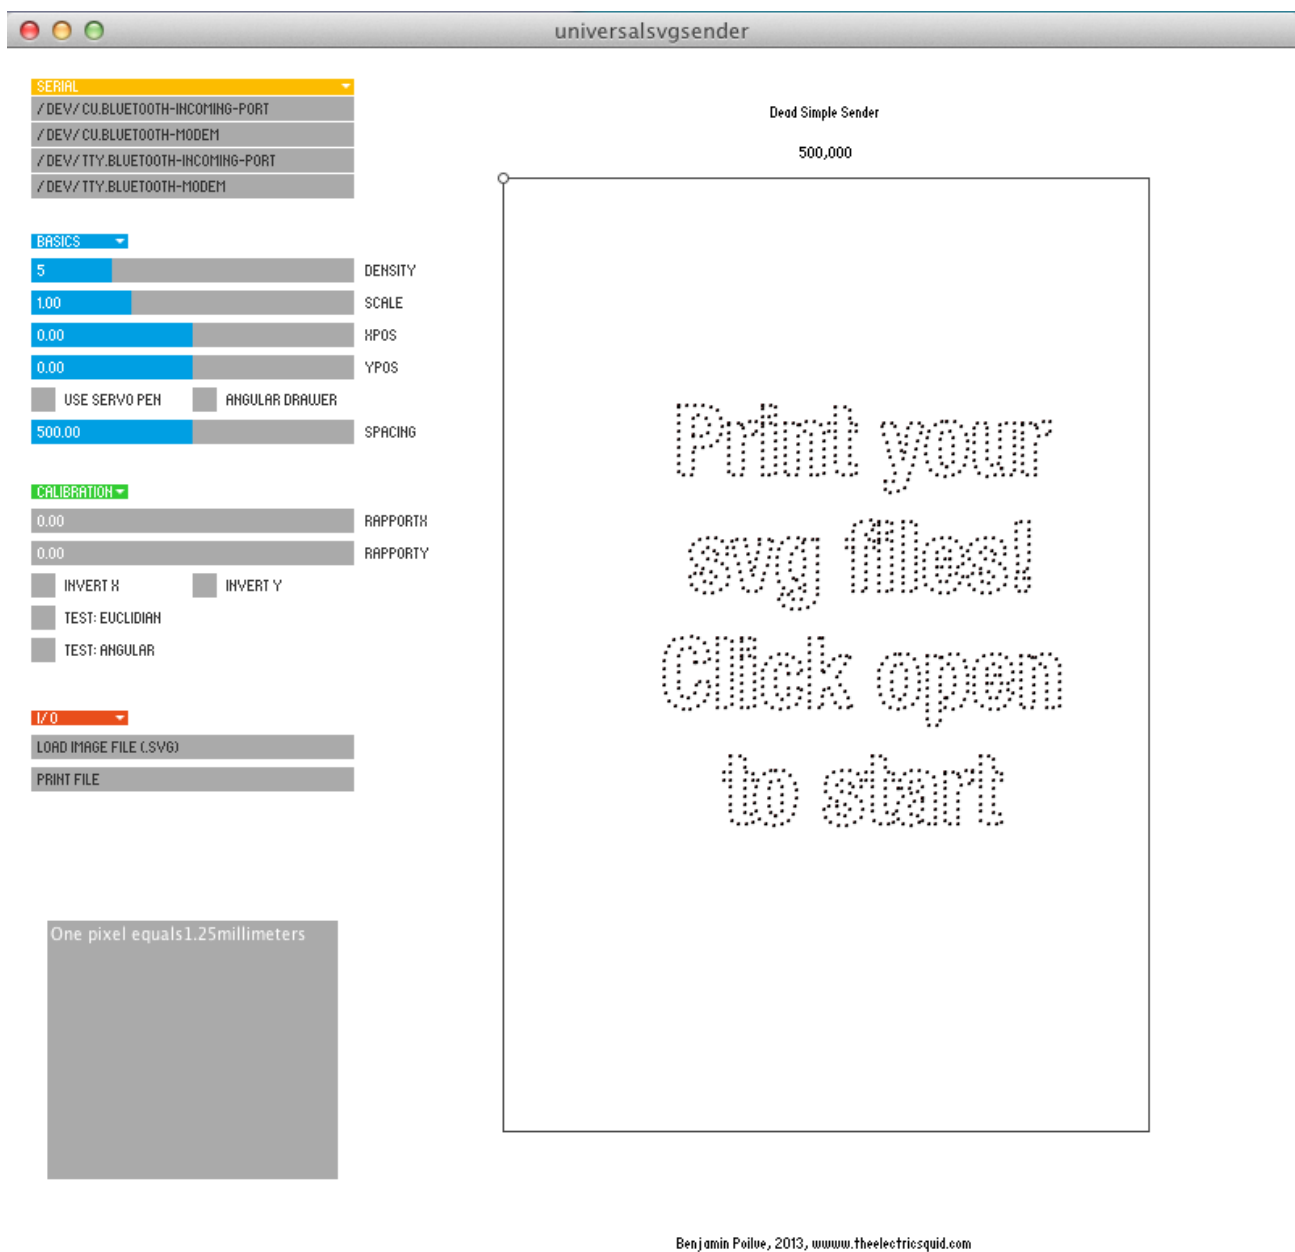 universalsvgsender
SERIAL
/DEV/CU.BLUETOOTH-INCOMING-PORT
/DEV/CU.BLUETOOTH-MODEM
/DEV/TTY.BLUETOOTH-INCOMING-PORT
/DEV/TTY.BLUETOOTH-MODEM
BASICS
5 DENSITY
1.00 SCALE
0.00 XPOS
0.00 YPOS
USE SERVO PEN ANGULAR DRAWER
500.00 SPACING
CALIBRATION
0.00 RAPPORTX
0.00 RAPPORTY
INVERT X INVERT Y
TEST: EUCLIDIAN
TEST: ANGULAR
I/O
LOAD IMAGE FILE (.SVG)
PRINT FILE
One pixel equals1.25millimeters
Dead Simple Sender
500,000
Print your
svg files!
Click open
to start
Benjamin Poilve, 2013, wwww.theelectricsquid.com